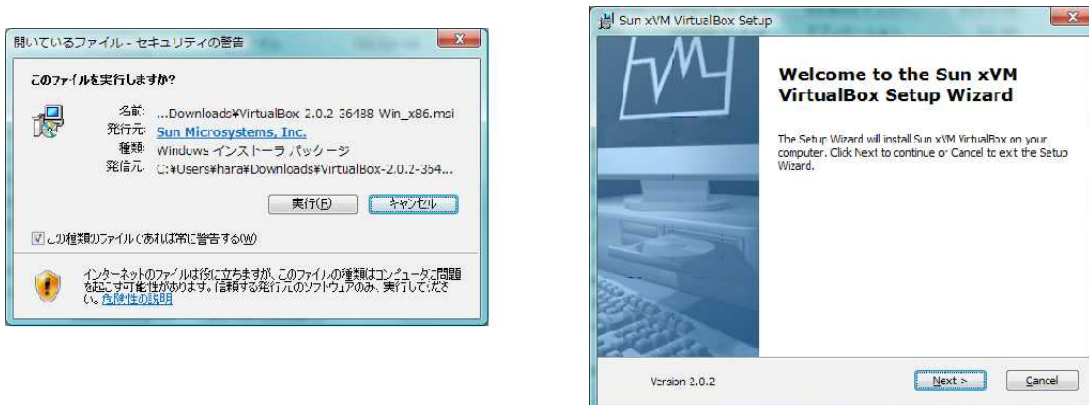 開いているファイル - セキュリティの警告
このファイルを実行しますか?
名前: ...Downloads¥VirtualBox 2.0.2 36488 Win_x86.msi
発行元: Sun Microsystems, Inc.
種類: Windows インストーラ パッケージ
発信元: C:¥Users¥hara¥Downloads¥VirtualBox-2.0.2-364...
実行(R)
キャンセル
この種類のファイルであれば常に警告する(W)
インターネットのファイルは役に立ちますが、このファイルの種類はコンピュータに問題
を起こす可能性があります。信頼する発行元のソフトウェアのみ、実行してくださ
い。危険性の説明
Sun xVM VirtualBox Setup
Welcome to the Sun xVM
VirtualBox Setup Wizard
The Setup Wizard will install Sun xVM VirtualBox on your
computer. Click Next to continue or Cancel to exit the Setup
Wizard.
Version 2.0.2
Next >
Cancel